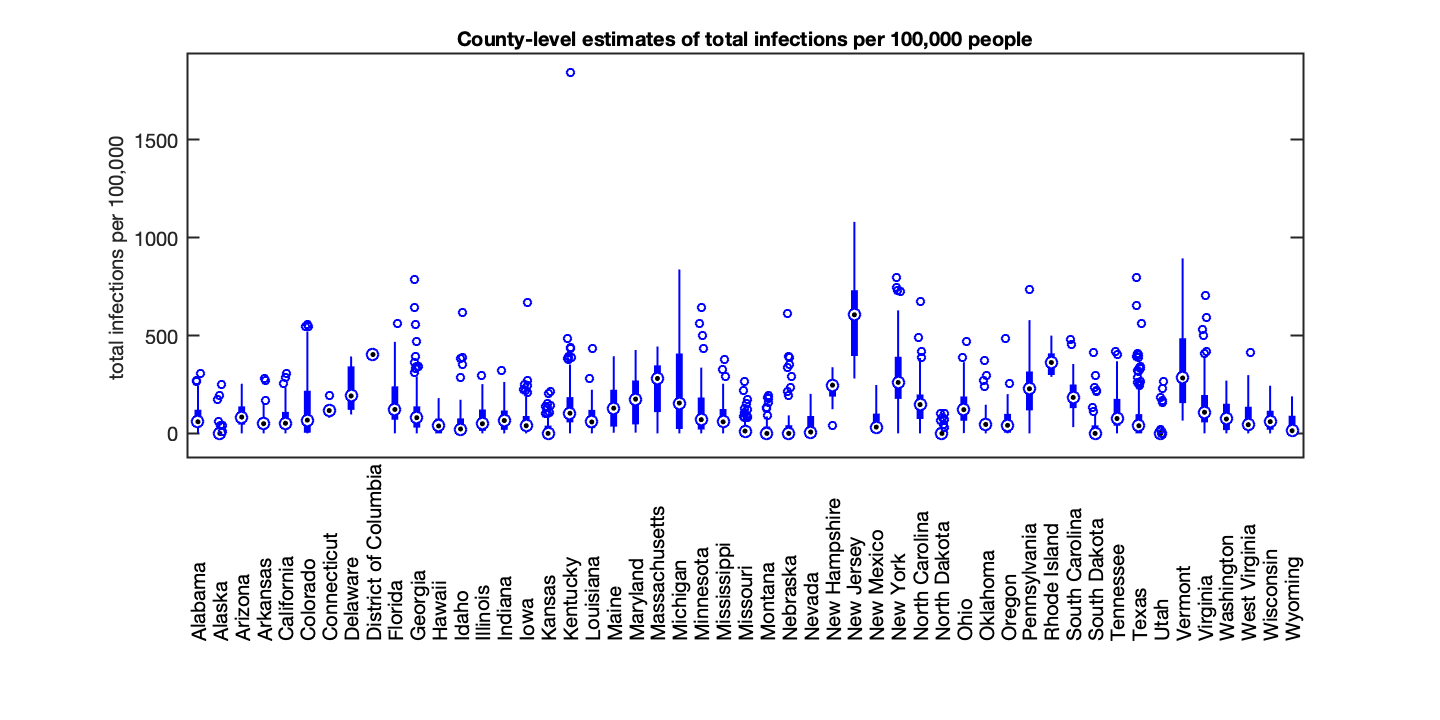 County-level estimates of total infections per 100,000 people
total infections per 100,000
1500
1000
500
0
Alabama
Alaska
Arizona
Arkansas
California
Colorado
Connecticut
Delaware
District of Columbia
Florida
Georgia
Hawaii
Idaho
Illinois
Indiana
Iowa
Kansas
Kentucky
Louisiana
Maine
Maryland
Massachusetts
Michigan
Minnesota
Mississippi
Missouri
Montana
Nebraska
Nevada
New Hampshire
New Jersey
New Mexico
New York
North Carolina
North Dakota
Ohio
Oklahoma
Oregon
Pennsylvania
Rhode Island
South Carolina
South Dakota
Tennessee
Texas
Utah
Vermont
Virginia
Washington
West Virginia
Wisconsin
Wyoming